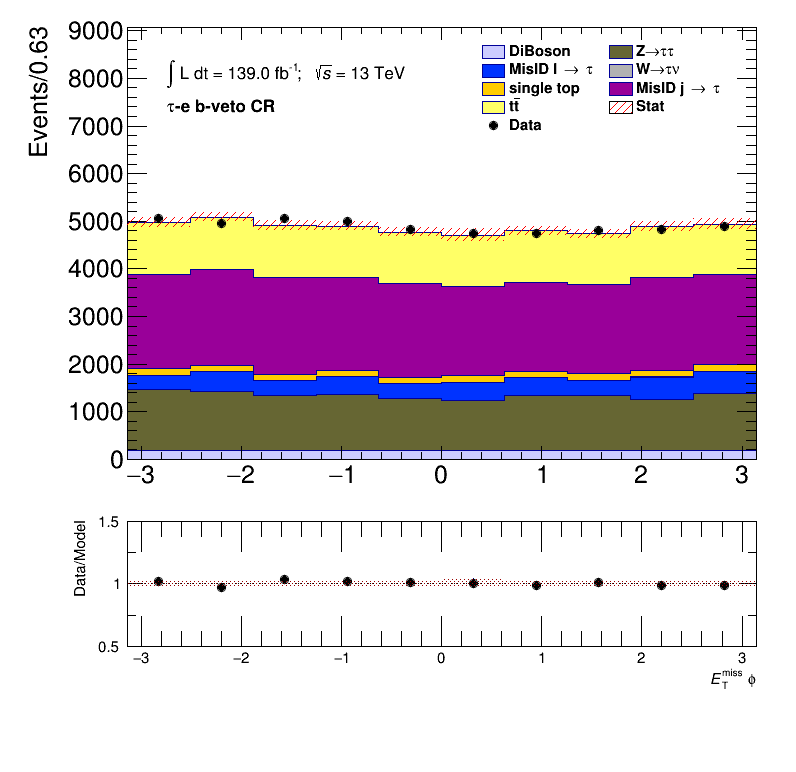 Events/0.63
9000
8000
7000
6000
5000
4000
3000
2000
1000
0
∫ L dt = 139.0 fb⁻¹; √s = 13 TeV
τ-e b-veto CR
DiBoson
MisID l → τ
single top
tt̄
Data
Z→ττ
W→τν
MisID j → τ
Stat
−3 −2 −1 0 1 2 3
Data/Model
1.5
1
0.5
−3 −2 −1 0 1 2 3
E_T^miss ϕ